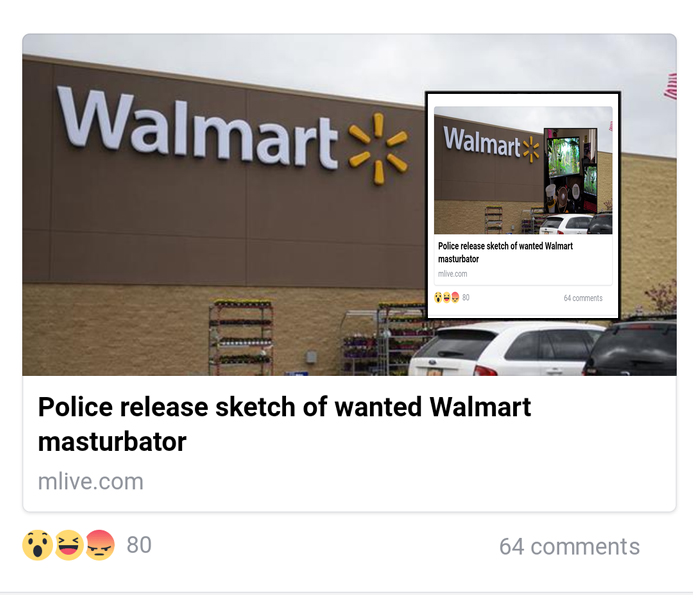 Walmart
Walmart
Police release sketch of wanted Walmart
masturbator
mlive.com
80
64 comments
Police release sketch of wanted Walmart
masturbator
mlive.com
80
64 comments